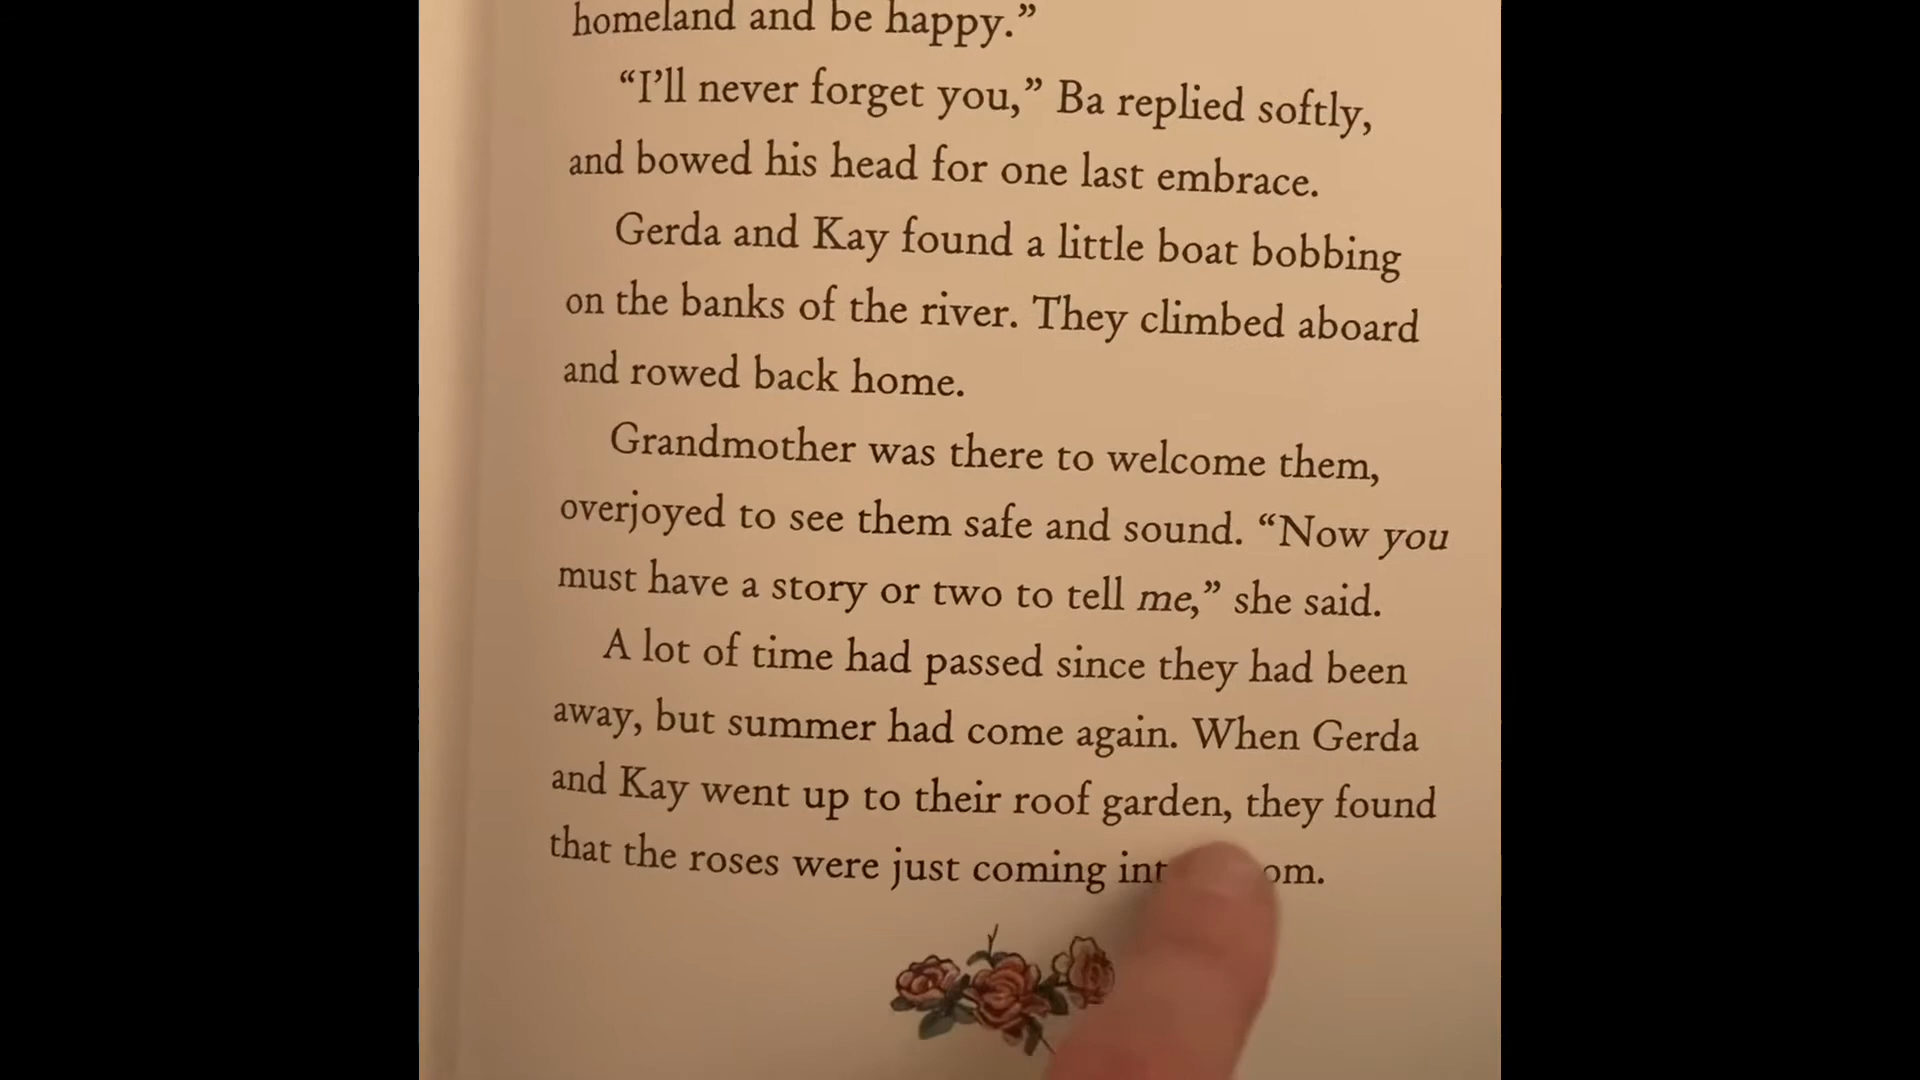 homeland and be happy.”
“I’ll never forget you,” Ba replied softly,
and bowed his head for one last embrace.
Gerda and Kay found a little boat bobbing
on the banks of the river. They climbed aboard
and rowed back home.
Grandmother was there to welcome them,
overjoyed to see them safe and sound. “Now you
must have a story or two to tell me,” she said.
A lot of time had passed since they had been
away, but summer had come again. When Gerda
and Kay went up to their roof garden, they found
that the roses were just coming